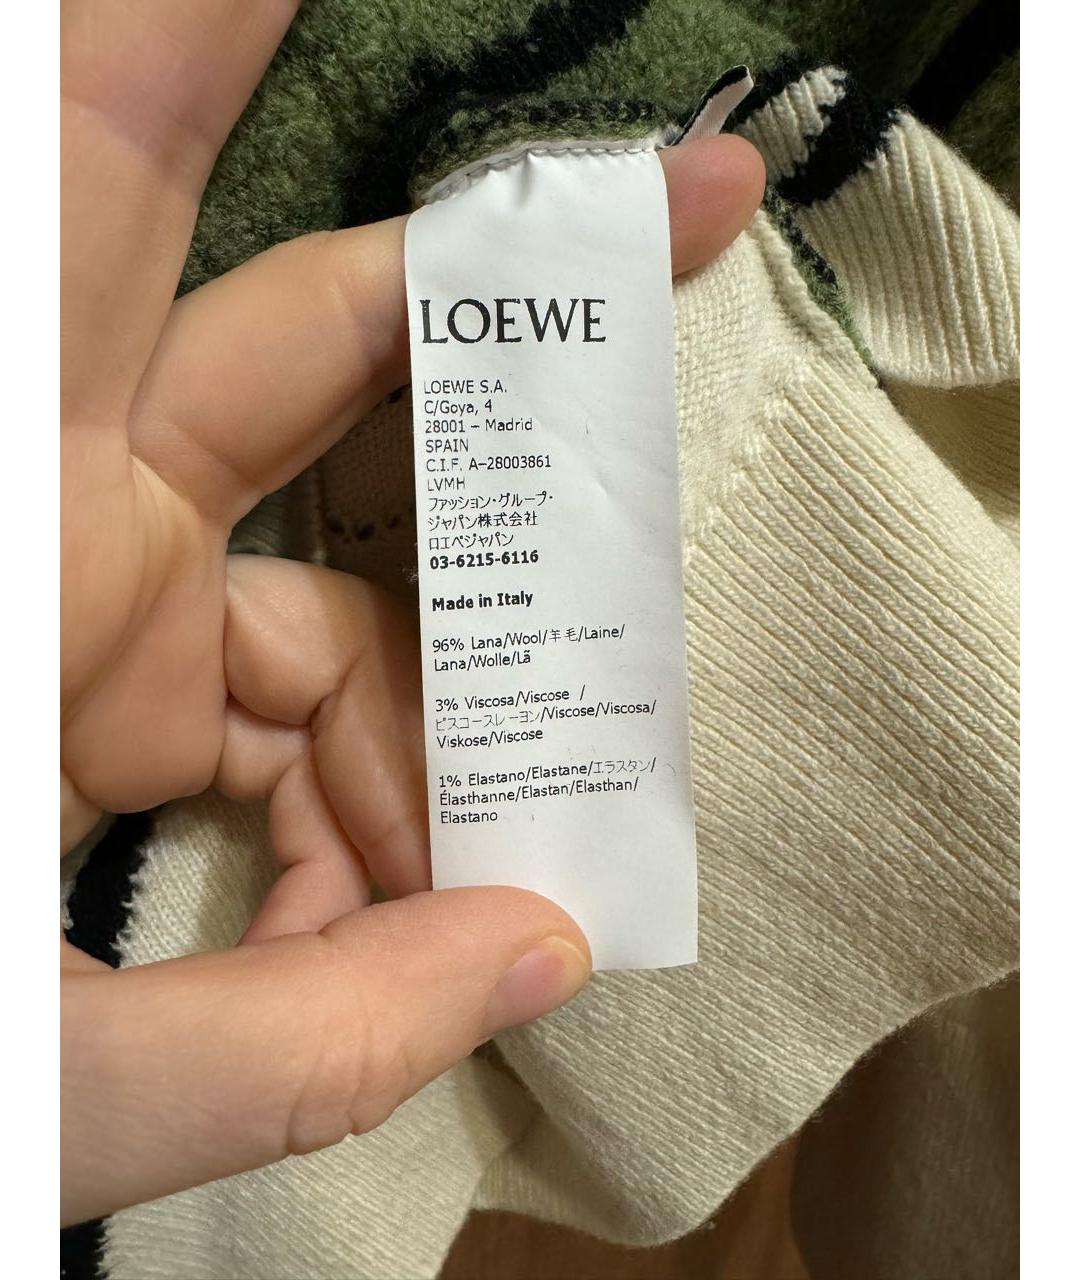 LOEWE
LOEWE S.A.
C/Goya, 4
28001 – Madrid
SPAIN
C.I.F. A–28003861
LVMH
ファッション・グループ・
ジャパン株式会社
ロエベジャパン
03-6215-6116
Made in Italy
96% Lana/Wool/羊毛/Laine/
Lana/Wolle/Lã
3% Viscosa/Viscose /
ビスコースレーヨン/Viscose/Viscosa/
Viskose/Viscose
1% Elastano/Elastane/エラスタン/
Élasthanne/Elastan/Elasthan/
Elastano